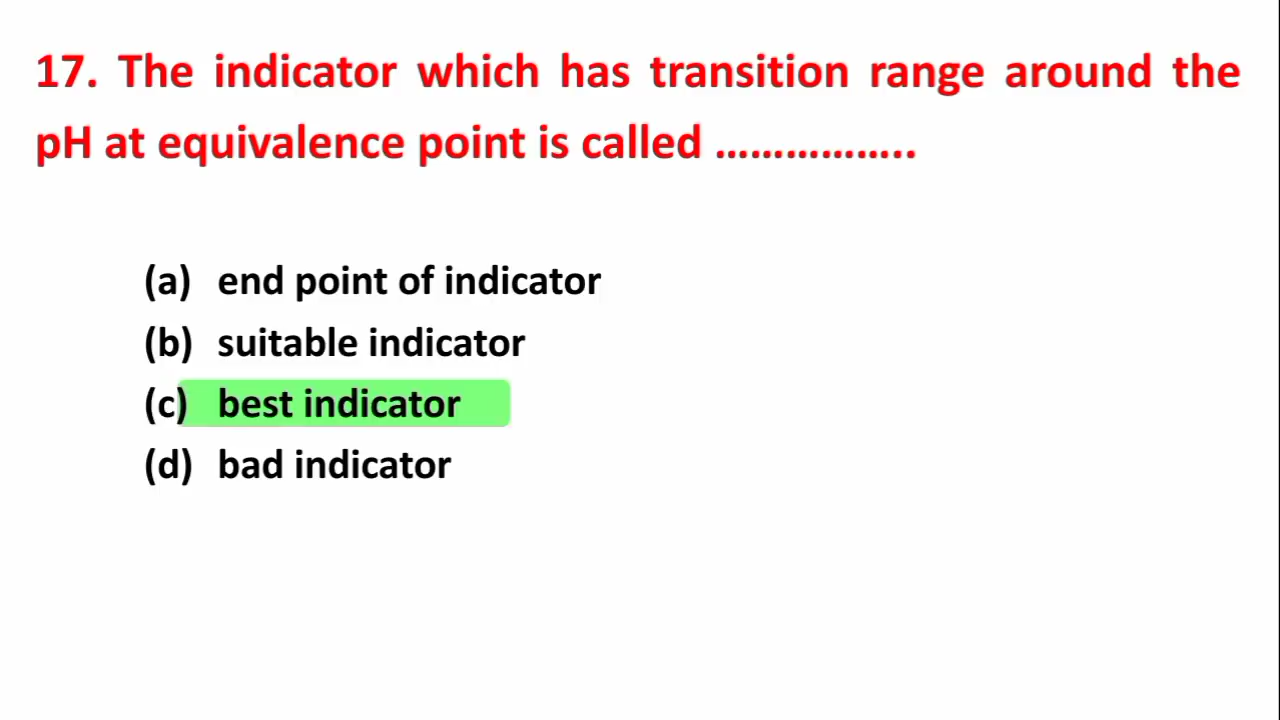 17. The indicator which has transition range around the
pH at equivalence point is called ……………..
(a) end point of indicator
(b) suitable indicator
(c) best indicator
(d) bad indicator